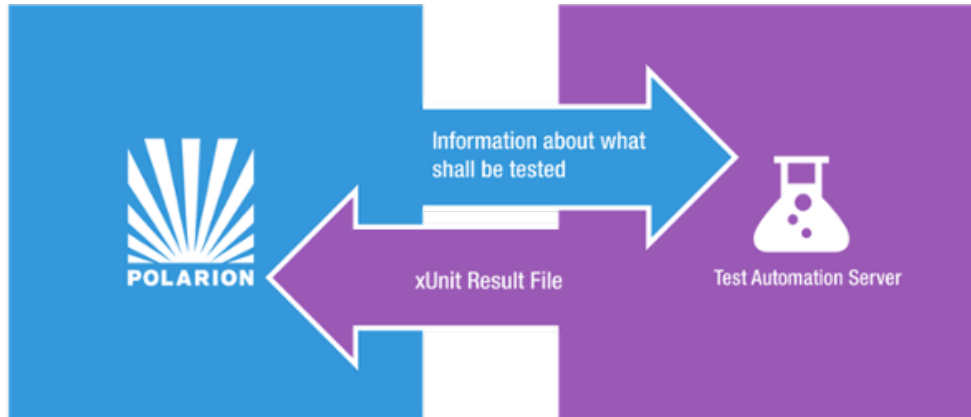 Information about what
shall be tested
POLARION
xUnit Result File
Test Automation Server